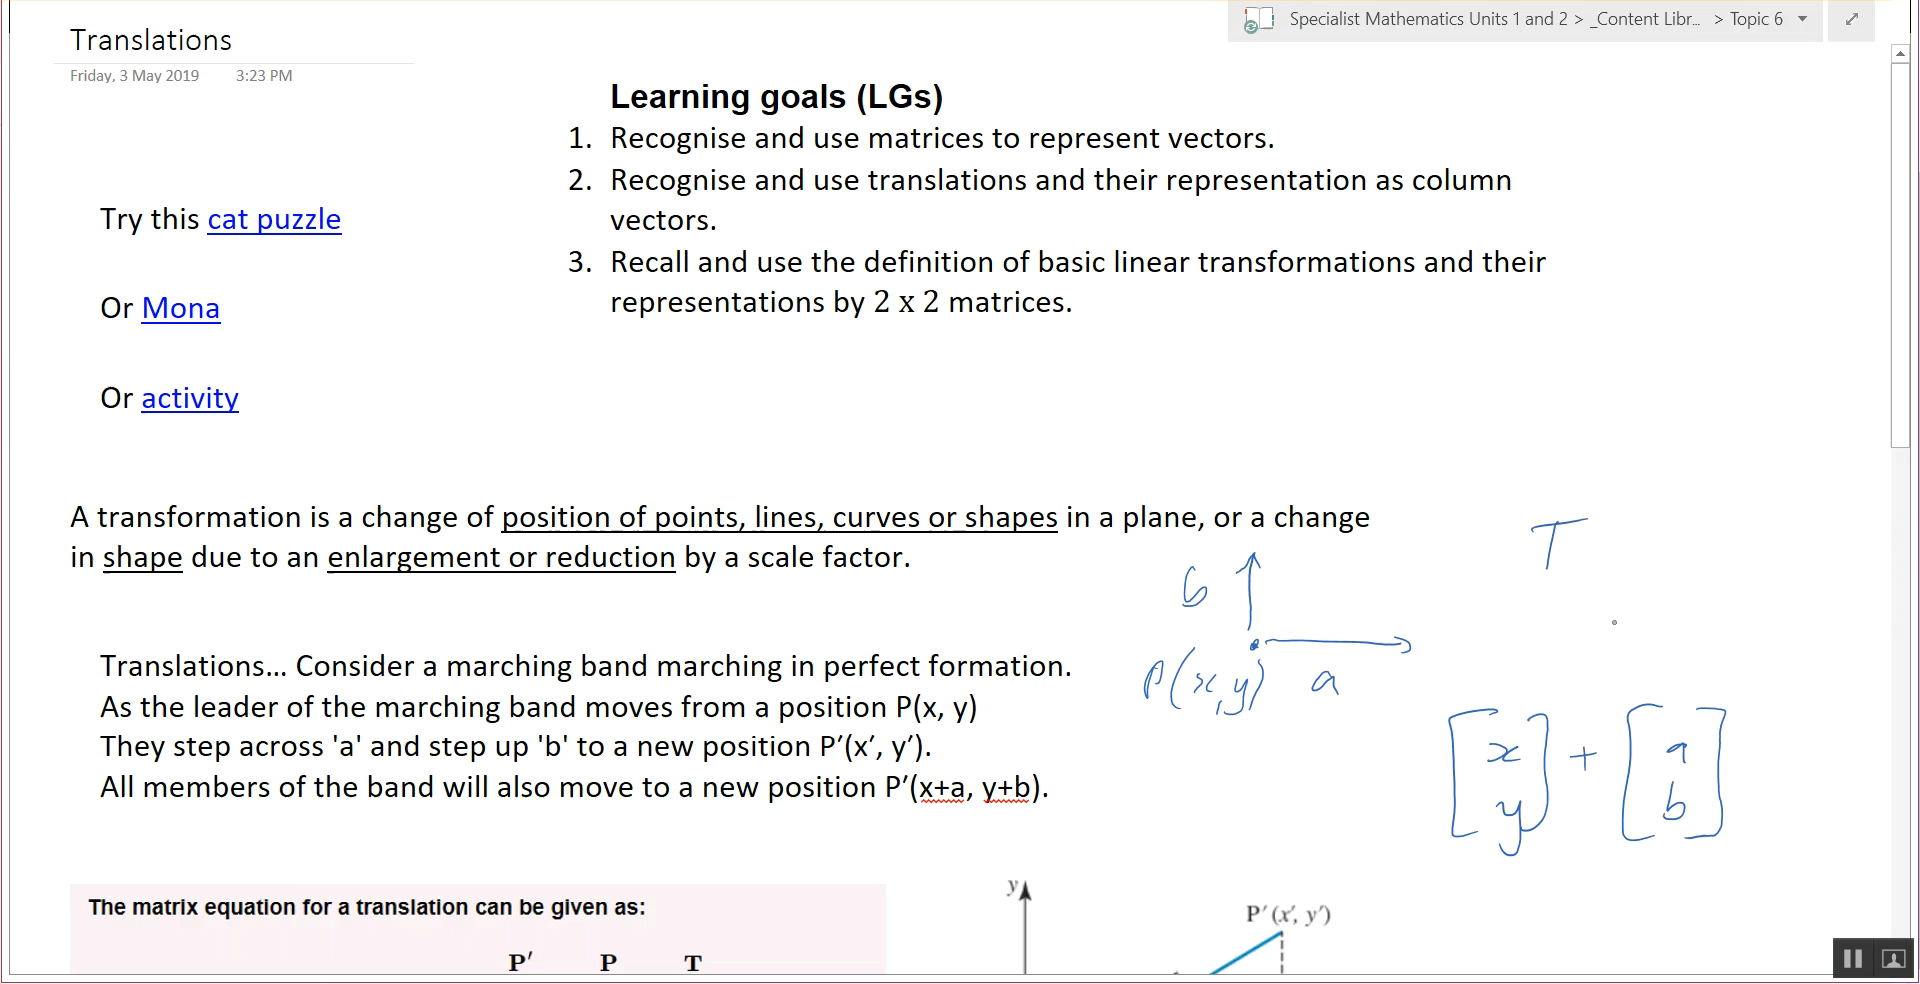 Specialist Mathematics Units 1 and 2 > _Content Libr... > Topic 6
Translations
Friday, 3 May 2019 3:23 PM
Learning goals (LGs)
1. Recognise and use matrices to represent vectors.
2. Recognise and use translations and their representation as column
vectors.
3. Recall and use the definition of basic linear transformations and their
representations by 2 x 2 matrices.
Try this cat puzzle
Or Mona
Or activity
A transformation is a change of position of points, lines, curves or shapes in a plane, or a change
in shape due to an enlargement or reduction by a scale factor.
T
b
P(x,y) a
Translations... Consider a marching band marching in perfect formation.
As the leader of the marching band moves from a position P(x, y)
They step across 'a' and step up 'b' to a new position P′(x′, y′).
All members of the band will also move to a new position P′(x+a, y+b).
[x y] + [a b]
The matrix equation for a translation can be given as:
P′ P T
y
P′ (x′, y′)